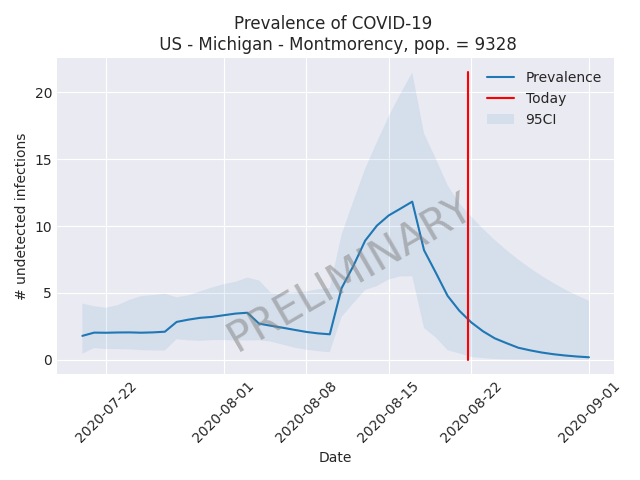 Prevalence of COVID-19
US - Michigan - Montmorency, pop. = 9328
# undetected infections
20
15
10
5
0
Prevalence
Today
95CI
PRELIMINARY
2020-07-22
2020-08-01
2020-08-08
2020-08-15
2020-08-22
2020-09-01
Date